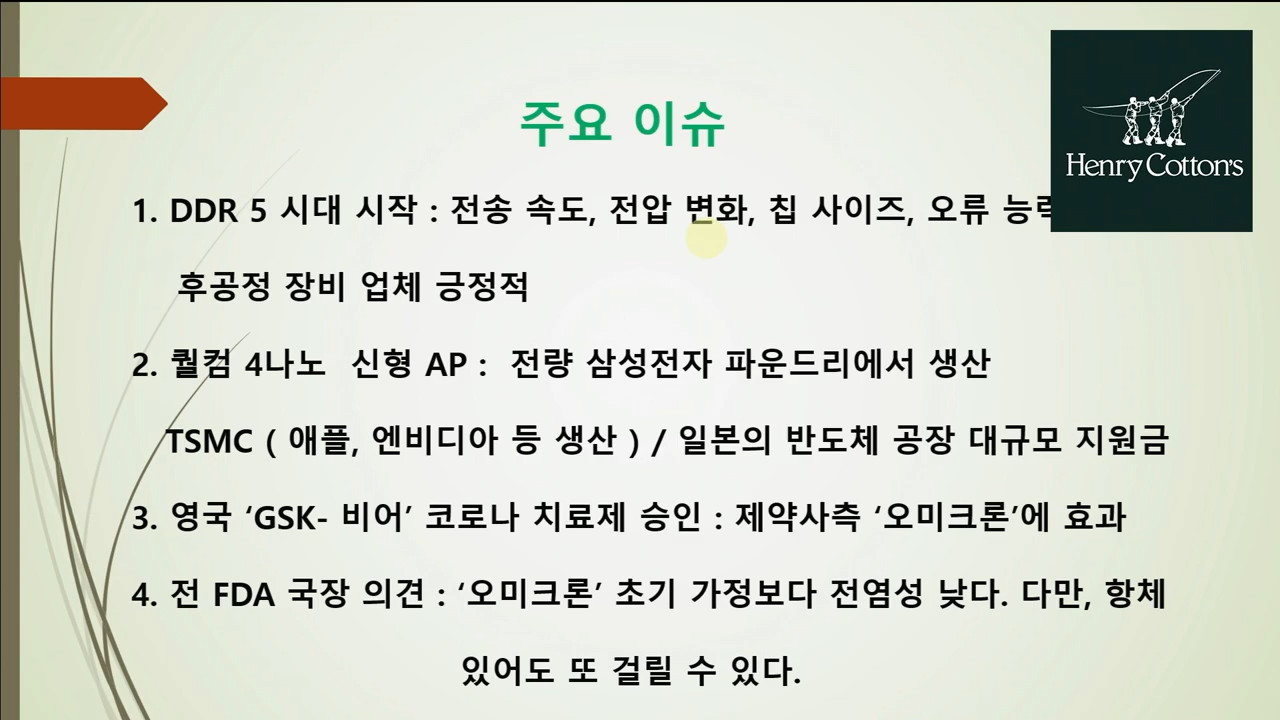 주요 이슈
Henry Cotton's
1. DDR 5 시대 시작 : 전송 속도, 전압 변화, 칩 사이즈, 오류
후공정 장비 업체 긍정적
2. 퀄컴 4나노 신형 AP : 전량 삼성전자 파운드리에서 생산
TSMC ( 애플, 엔비디아 등 생산 ) / 일본의 반도체 공장 대규모 지원금
3. 영국 ‘GSK- 비어’ 코로나 치료제 승인 : 제약사측 ‘오미크론’에 효과
4. 전 FDA 국장 의견 : ‘오미크론’ 초기 가정보다 전염성 낮다. 다만, 항체
있어도 또 걸릴 수 있다.